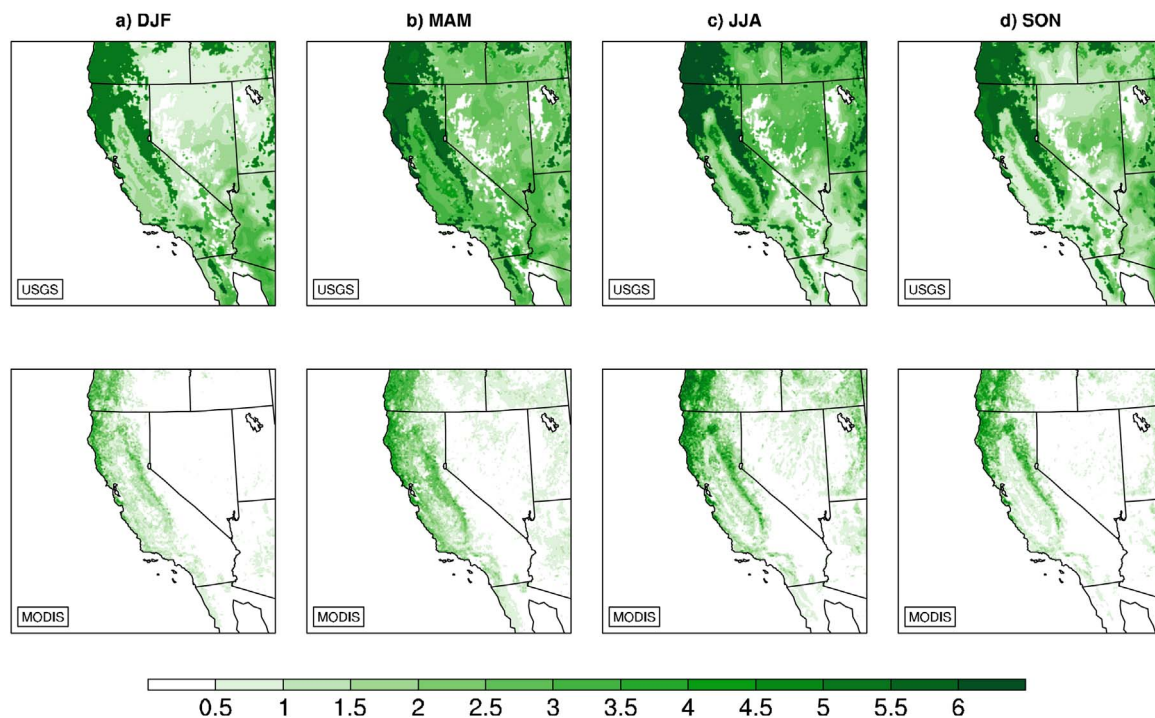 a) DJF b) MAM c) JJA d) SON
USGS USGS USGS USGS
MODIS MODIS MODIS MODIS
0.5 1 1.5 2 2.5 3 3.5 4 4.5 5 5.5 6